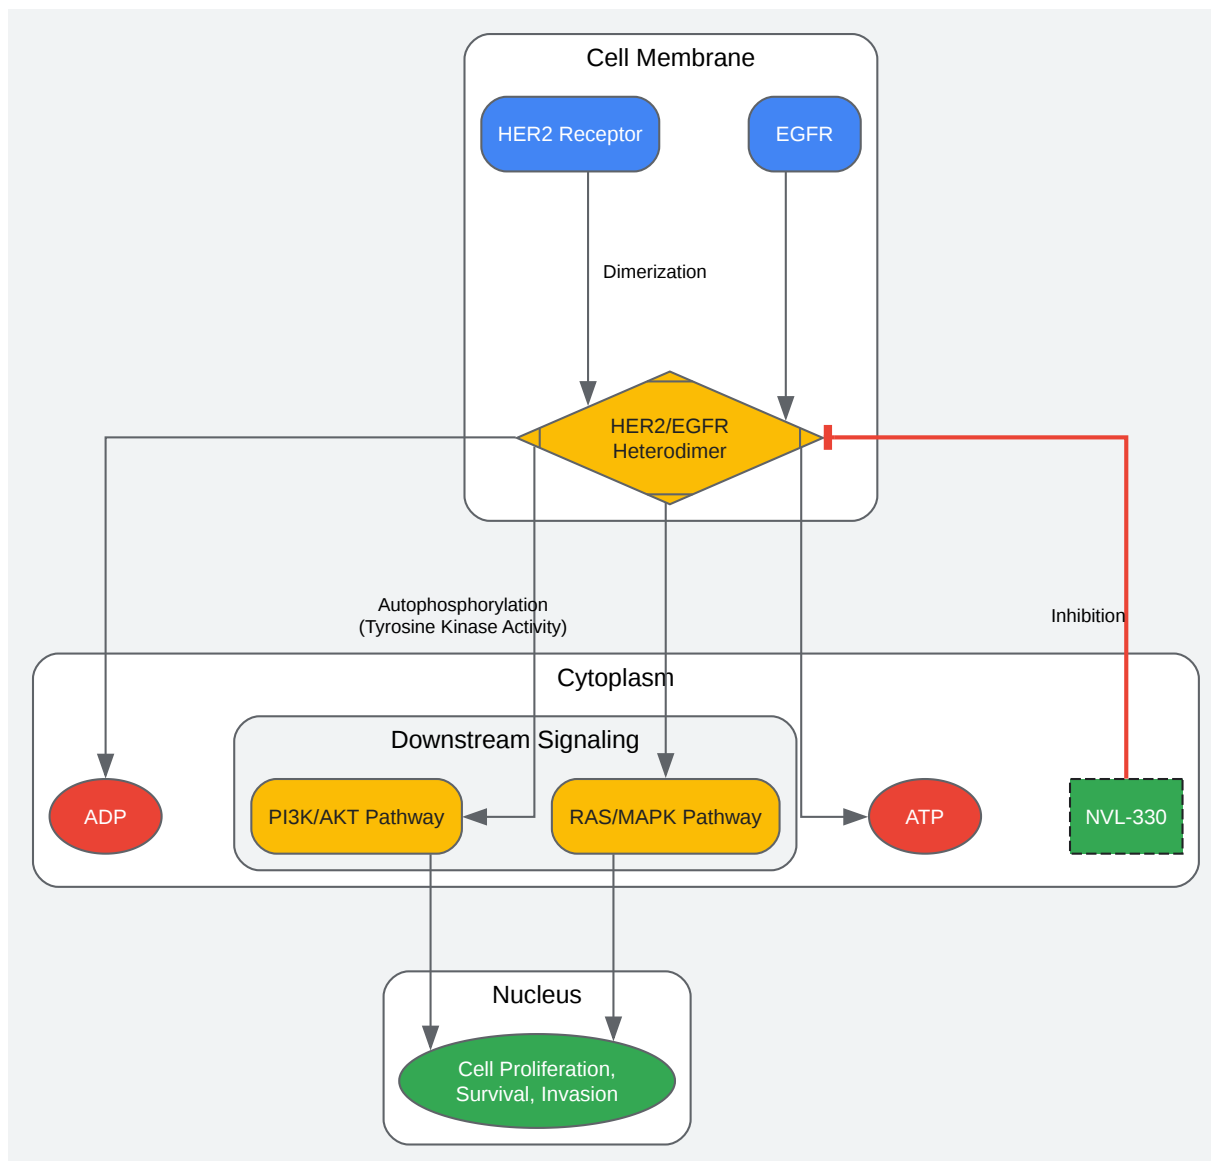 Cell Membrane
HER2 Receptor
EGFR
Dimerization
HER2/EGFR
Heterodimer
Autophosphorylation
(Tyrosine Kinase Activity)
Inhibition
Cytoplasm
Downstream Signaling
ADP
PI3K/AKT Pathway
RAS/MAPK Pathway
ATP
NVL-330
Nucleus
Cell Proliferation,
Survival, Invasion